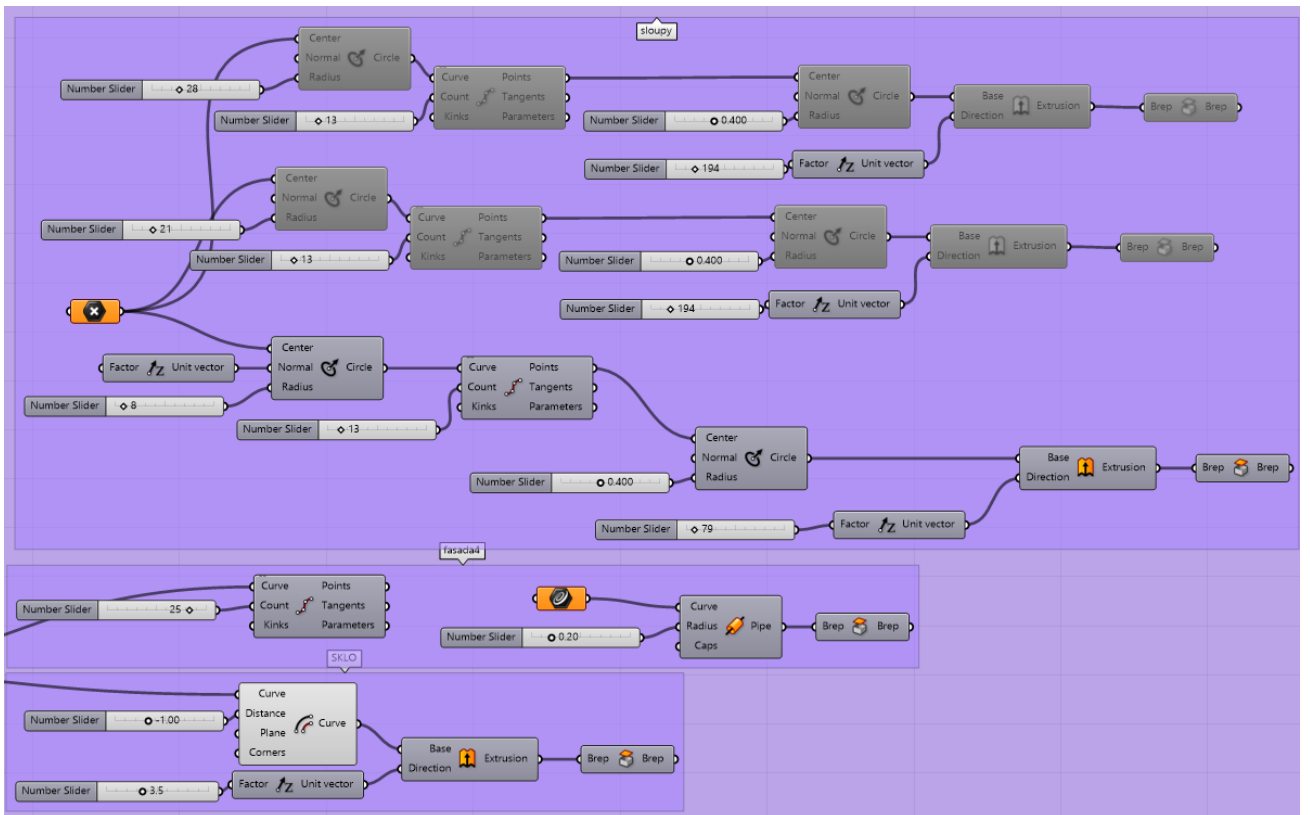 sloupy
Center
Normal Circle
Radius
Number Slider 28
Curve Points
Count Tangents
Kinks Parameters
Number Slider 13
Center
Normal Circle
Radius
Number Slider 0.400
Base Extrusion
Direction
Brep Brep
Number Slider 194
Factor Z Unit vector
Center
Normal Circle
Radius
Number Slider 21
Curve Points
Count Tangents
Kinks Parameters
Number Slider 13
Center
Normal Circle
Radius
Number Slider 0.400
Base Extrusion
Direction
Brep Brep
Number Slider 194
Factor Z Unit vector
Center
Normal Circle
Radius
Factor Z Unit vector
Number Slider 8
Curve Points
Count Tangents
Kinks Parameters
Number Slider 13
Center
Normal Circle
Radius
Number Slider 0.400
Base Extrusion
Direction
Brep Brep
Number Slider 79
Factor Z Unit vector
fasada4
Curve Points
Count Tangents
Kinks Parameters
Number Slider 25
Curve
Radius Pipe
Caps
Number Slider 0.20
Brep Brep
SKLO
Curve
Distance
Plane Curve
Corners
Number Slider -1.00
Base Extrusion
Direction
Brep Brep
Number Slider 3.5
Factor Z Unit vector